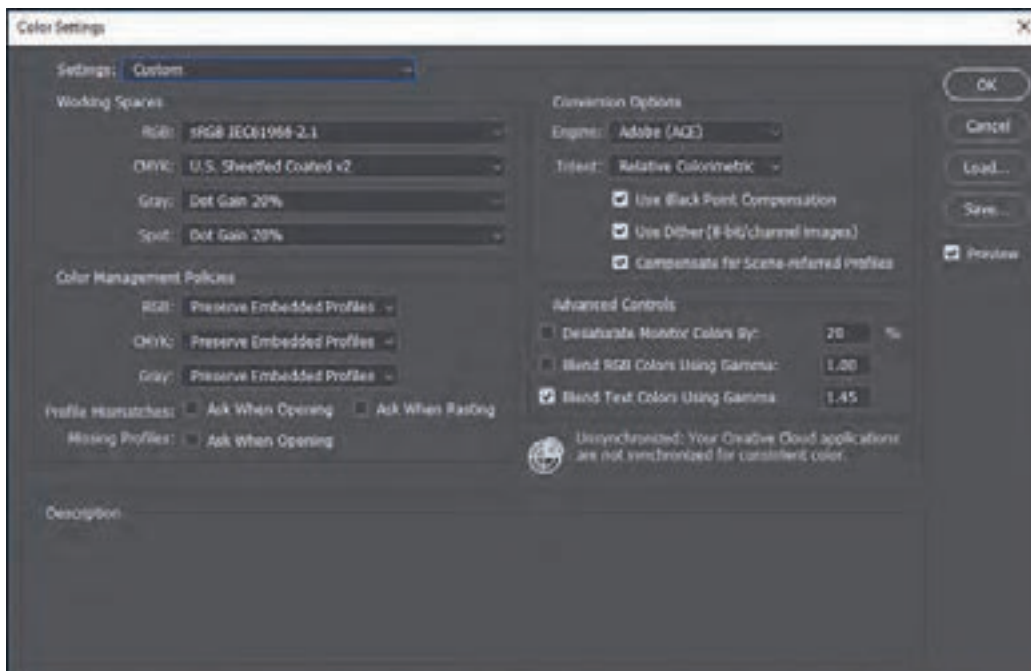 Color Settings
Settings: Custom
Working Spaces
RGB: sRGB IEC61966-2.1
CMYK: U.S. Sheetfed Coated v2
Gray: Dot Gain 20%
Spot: Dot Gain 20%
Color Management Policies
RGB: Preserve Embedded Profiles
CMYK: Preserve Embedded Profiles
Gray: Preserve Embedded Profiles
Profile Mismatches: Ask When Opening Ask When Pasting
Missing Profiles: Ask When Opening
Conversion Options
Engine: Adobe (ACE)
Intent: Relative Colorimetric
Use Black Point Compensation
Use Dither (8-bit/channel images)
Compensate for Scene-referred Profiles
Advanced Controls
Desaturate Monitor Colors By: 20 %
Blend RGB Colors Using Gamma: 1.00
Blend Text Colors Using Gamma: 1.45
Unsynchronized: Your Creative Cloud applications
are not synchronized for consistent color.
OK
Cancel
Load...
Save...
Preview
Description